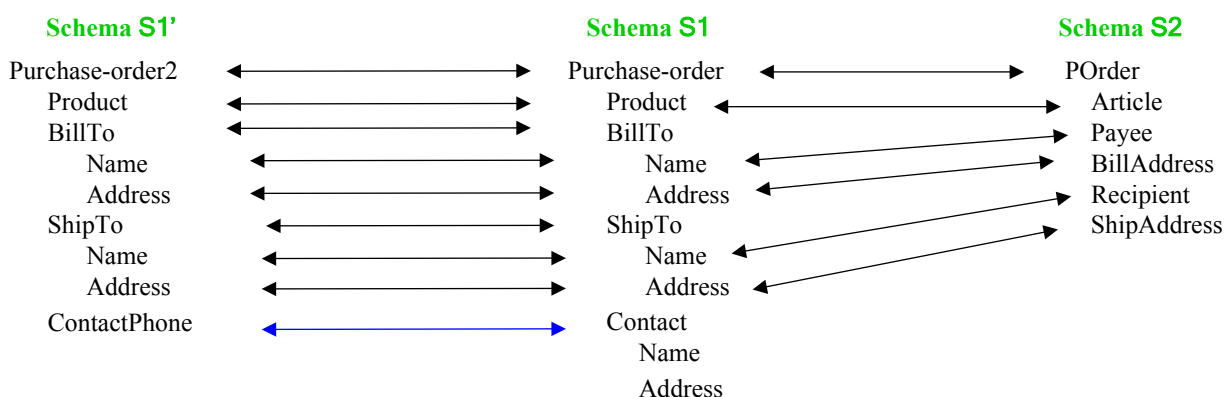 Schema S1’ Schema S1 Schema S2
Purchase-order2 Purchase-order POrder
Product Product Article
BillTo BillTo Payee
Name Name BillAddress
Address Address Recipient
ShipTo ShipTo ShipAddress
Name Name
Address Address
ContactPhone Contact
Name
Address